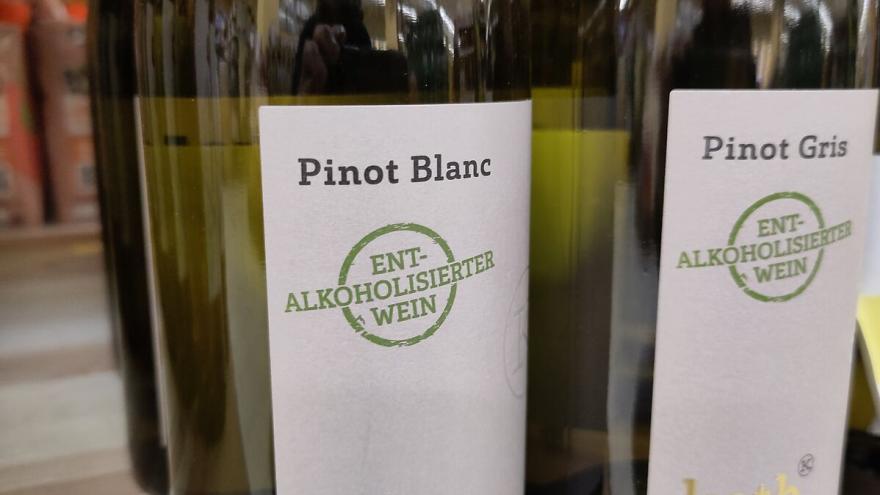 Pinot Blanc
ENT-
ALKOHOLISIERTER
WEIN
Pinot Gris
ENT-
ALKOHOLISIERTER
WEIN